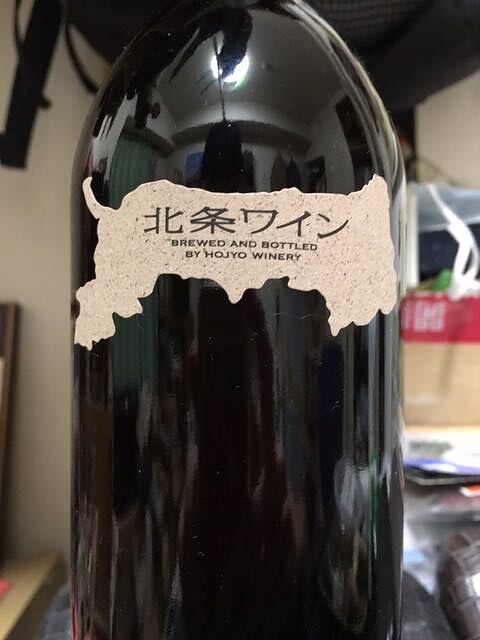 北条ワイン
BREWED AND BOTTLED
BY HOJYO WINERY